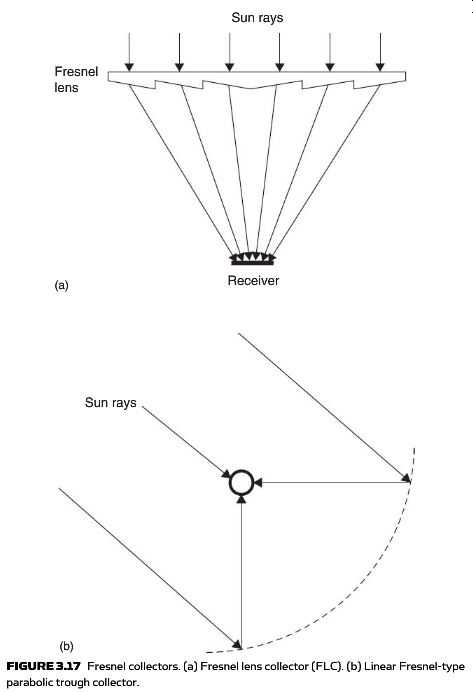 Sun rays
Fresnel
lens
Receiver
(a)
Sun rays
(b)
FIGURE 3.17 Fresnel collectors. (a) Fresnel lens collector (FLC). (b) Linear Fresnel-type
parabolic trough collector.